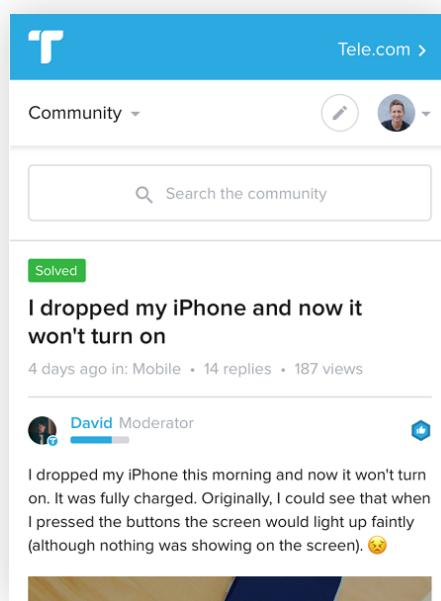 T
Tele.com >
Community
Search the community
Solved
I dropped my iPhone and now it
won't turn on
4 days ago in: Mobile • 14 replies • 187 views
David Moderator
I dropped my iPhone this morning and now it won't turn
on. It was fully charged. Originally, I could see that when
I pressed the buttons the screen would light up faintly
(although nothing was showing on the screen). 😣